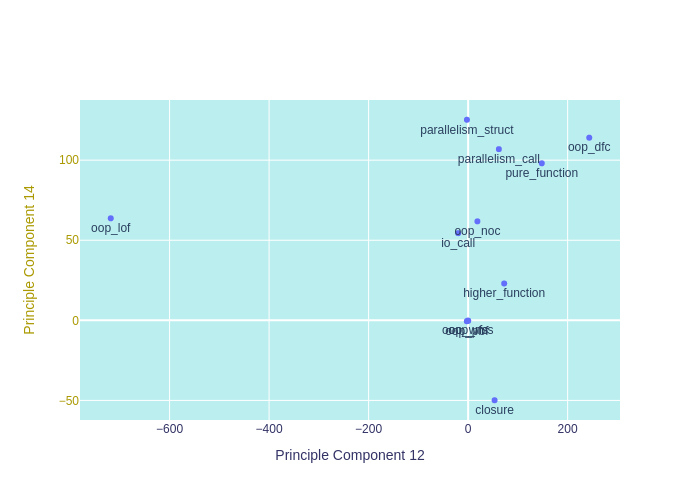 parallelism_struct
oop_dfc
parallelism_call
pure_function
oop_lof
oop_noc
io_call
higher_function
closure
100
50
0
−50
−600
−400
−200
0
200
Principle Component 12
Principle Component 14